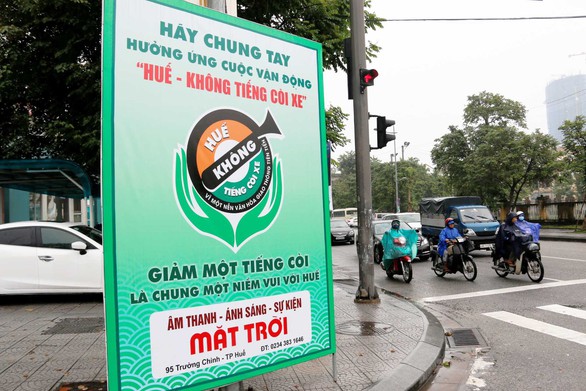 HÃY CHUNG TAY
HƯỞNG ỨNG CUỘC VẬN ĐỘNG
"HUẾ - KHÔNG TIẾNG CÒI XE"
HUẾ
KHÔNG
TIẾNG CÒI XE
VÌ MỘT NỀN VĂN HÓA GIAO THÔNG TIÊN TIẾN
GIẢM MỘT TIẾNG CÒI
LÀ CHUNG MỘT NIỀM VUI VỚI HUẾ
ÂM THANH - ÁNH SÁNG - SỰ KIỆN
MẶT TRỜI
95 Trường Chinh - TP Huế ĐT: 0234 383 1646